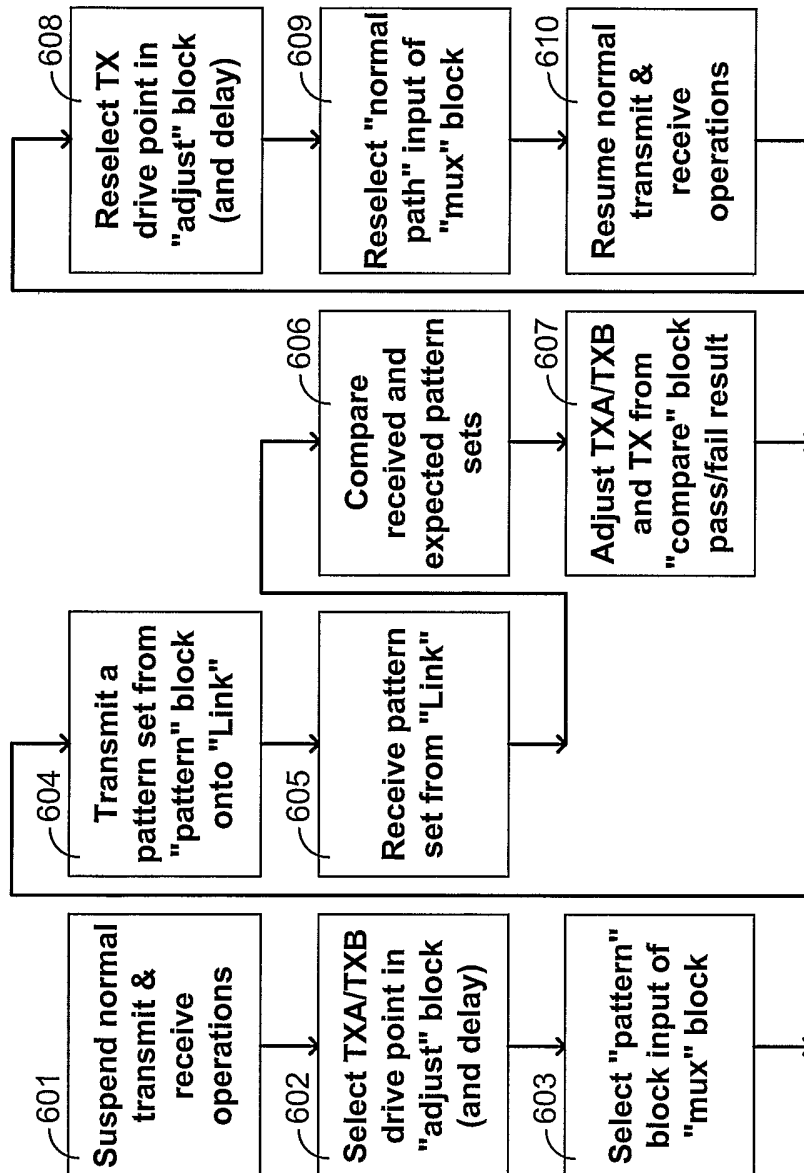 601
Suspend normal
transmit &
receive
operations
602
Select TXA/TXB
drive point in
"adjust" block
(and delay)
603
Select "pattern"
block input of
"mux" block
604
Transmit a
pattern set from
"pattern" block
onto "Link"
605
Receive pattern
set from "Link"
606
Compare
received and
expected pattern
sets
607
Adjust TXA/TXB
and TX from
"compare" block
pass/fail result
608
Reselect TX
drive point in
"adjust" block
(and delay)
609
Reselect "normal
path" input of
"mux" block
610
Resume normal
transmit &
receive
operations